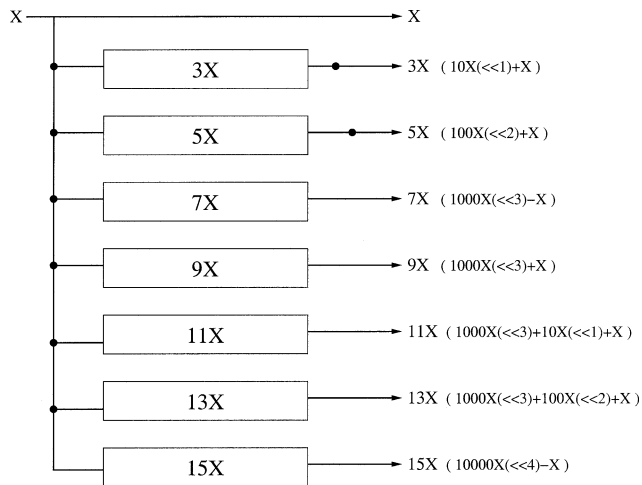 X X
3X 3X ( 10X(<<1)+X )
5X 5X ( 100X(<<2)+X )
7X 7X ( 1000X(<<3)−X )
9X 9X ( 1000X(<<3)+X )
11X 11X ( 1000X(<<3)+10X(<<1)+X )
13X 13X ( 1000X(<<3)+100X(<<2)+X )
15X 15X ( 10000X(<<4)−X )